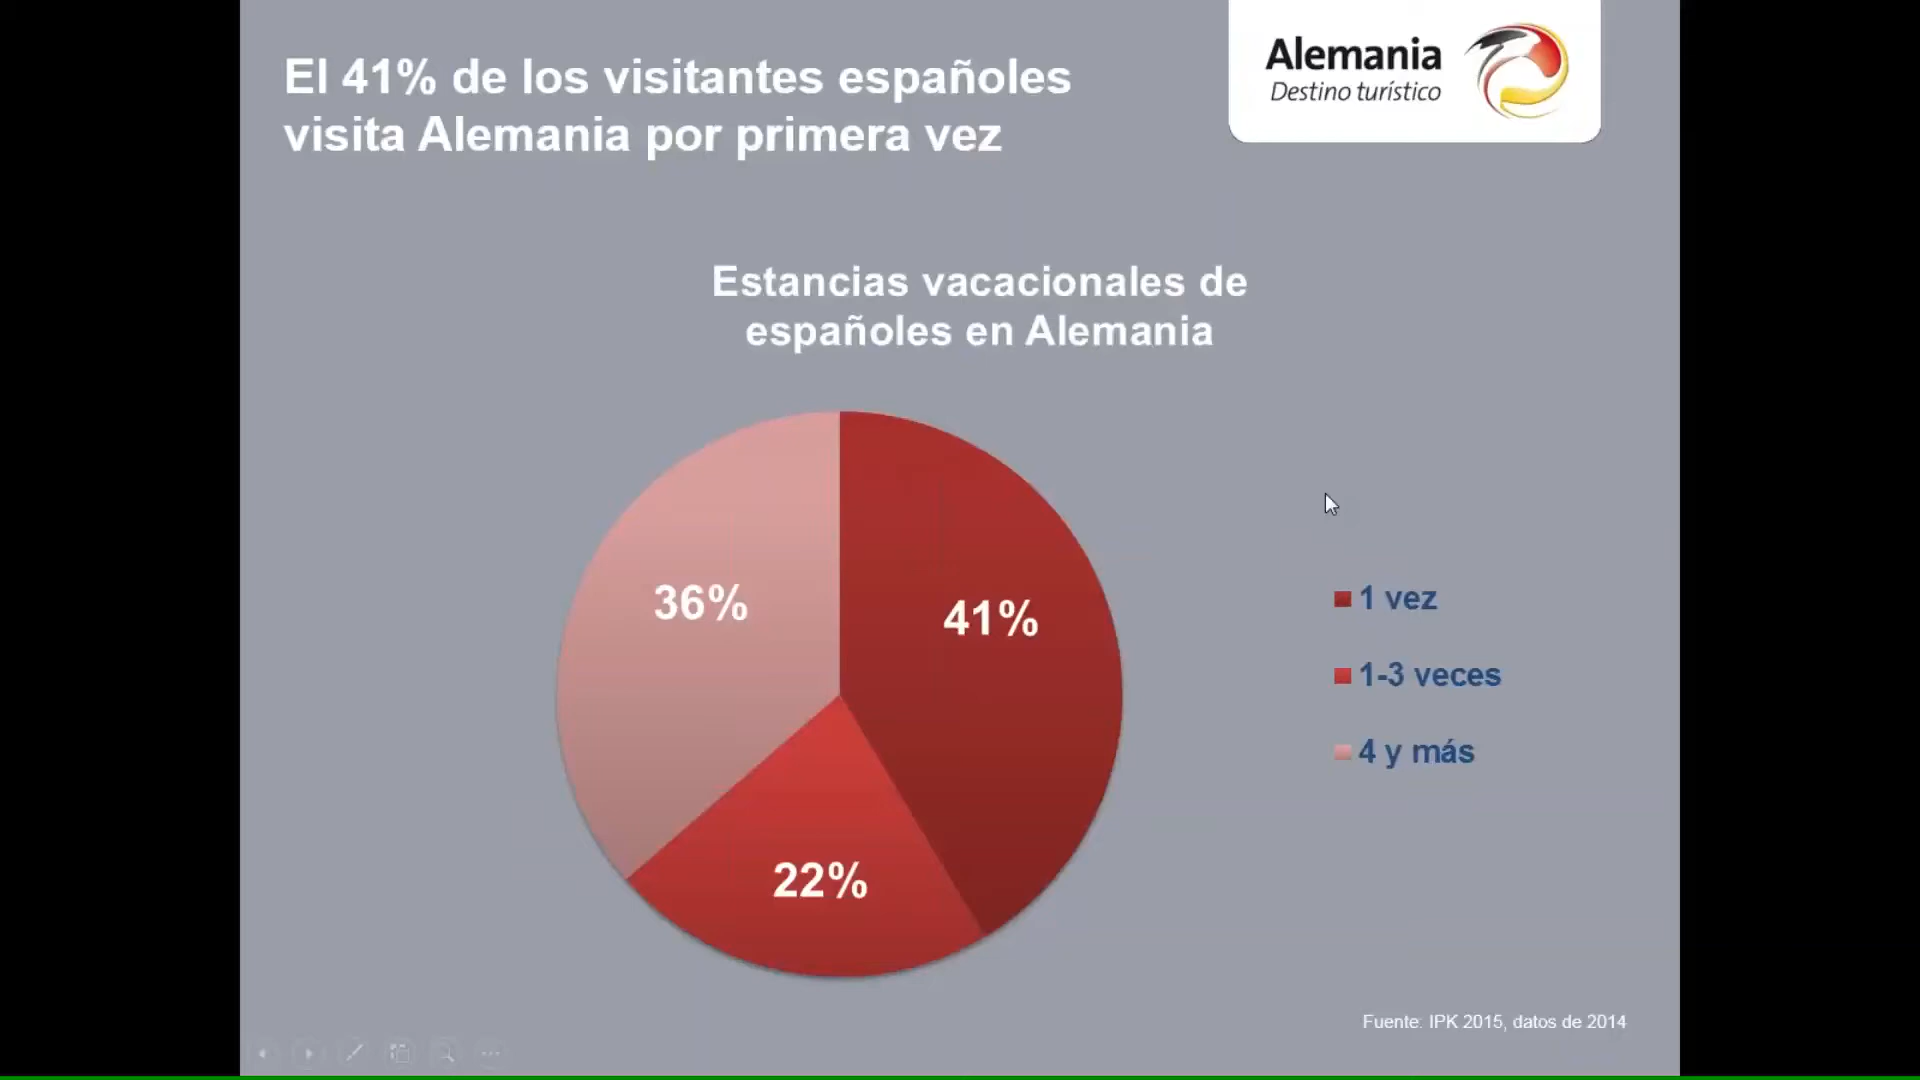 El 41% de los visitantes españoles
visita Alemania por primera vez
Alemania
Destino turístico
Estancias vacacionales de
españoles en Alemania
36%
41%
22%
1 vez
1-3 veces
4 y más
Fuente: IPK 2015, datos de 2014